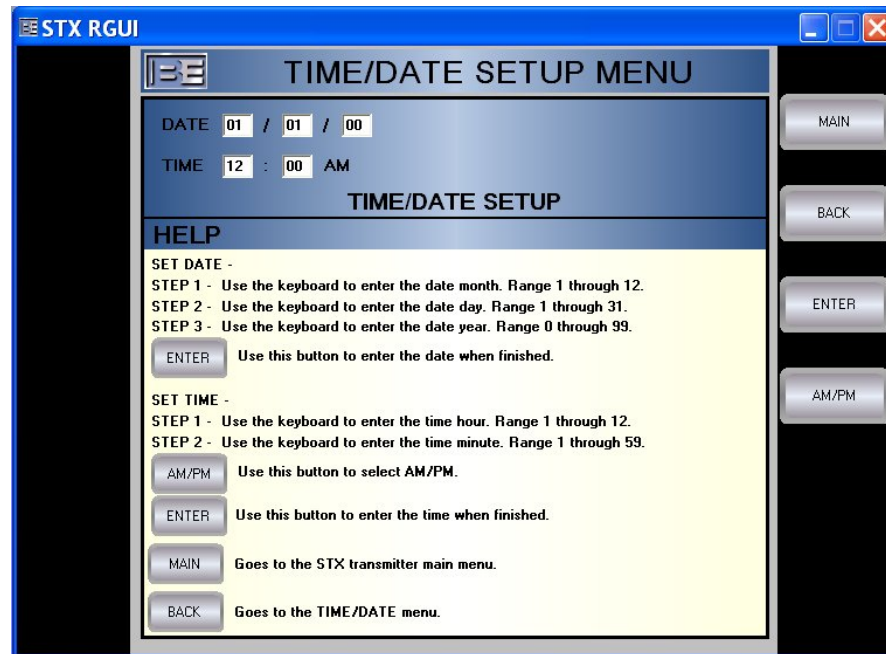 STX RGUI
BE TIME/DATE SETUP MENU
DATE 01 / 01 / 00
TIME 12 : 00 AM
TIME/DATE SETUP
HELP
SET DATE -
STEP 1 - Use the keyboard to enter the date month. Range 1 through 12.
STEP 2 - Use the keyboard to enter the date day. Range 1 through 31.
STEP 3 - Use the keyboard to enter the date year. Range 0 through 99.
ENTER Use this button to enter the date when finished.
SET TIME -
STEP 1 - Use the keyboard to enter the time hour. Range 1 through 12.
STEP 2 - Use the keyboard to enter the time minute. Range 1 through 59.
AM/PM Use this button to select AM/PM.
ENTER Use this button to enter the time when finished.
MAIN Goes to the STX transmitter main menu.
BACK Goes to the TIME/DATE menu.
MAIN
BACK
ENTER
AM/PM